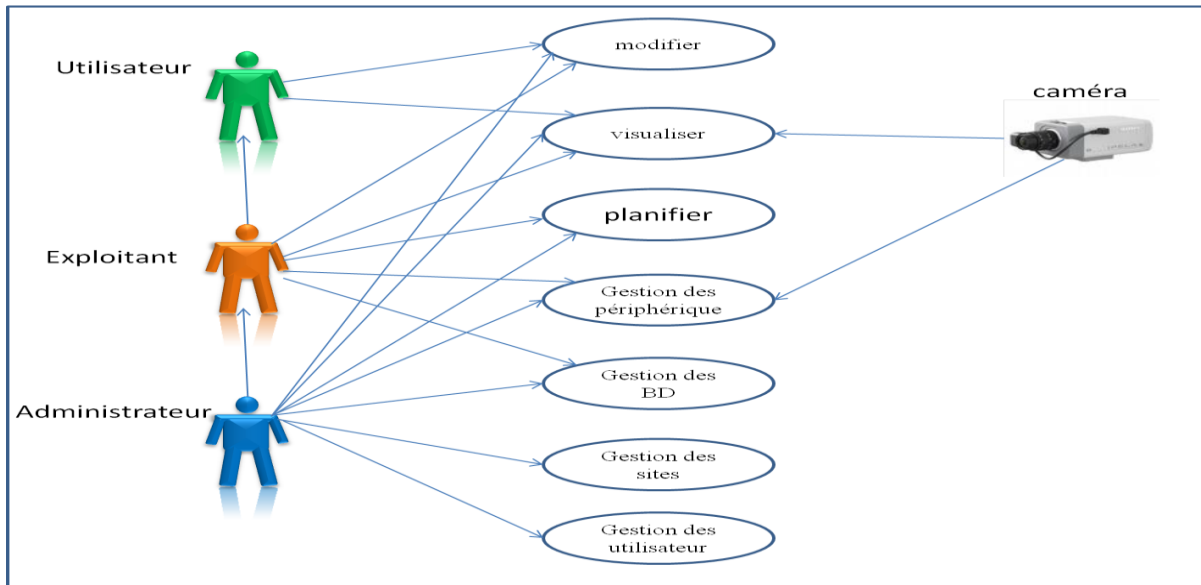 modifier
Utilisateur
caméra
visualiser
planifier
Exploitant
Gestion des
périphérique
Gestion des
BD
Administrateur
Gestion des
sites
Gestion des
utilisateur